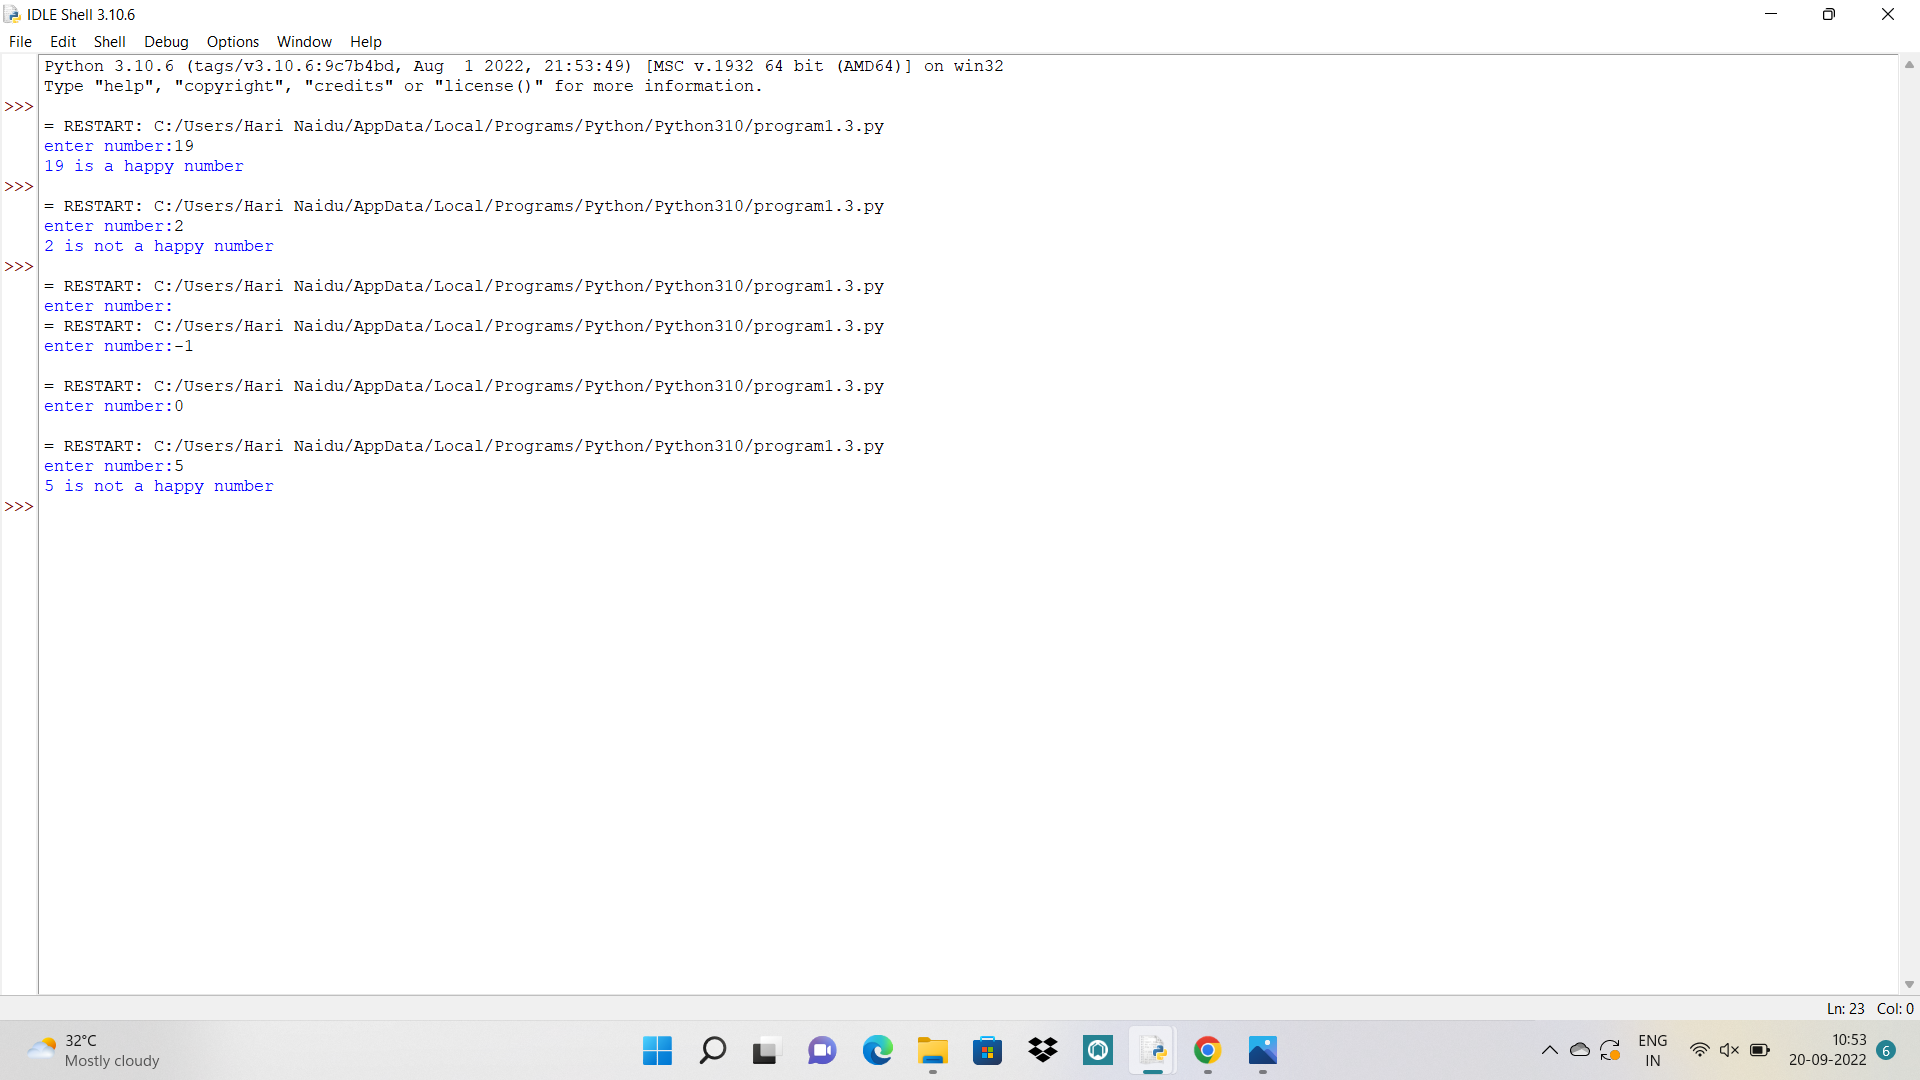 IDLE Shell 3.10.6
File Edit Shell Debug Options Window Help
Python 3.10.6 (tags/v3.10.6:9c7b4bd, Aug  1 2022, 21:53:49) [MSC v.1932 64 bit (AMD64)] on win32
Type "help", "copyright", "credits" or "license()" for more information.
>>>
= RESTART: C:/Users/Hari Naidu/AppData/Local/Programs/Python/Python310/program1.3.py
enter number:19
19 is a happy number
>>>
= RESTART: C:/Users/Hari Naidu/AppData/Local/Programs/Python/Python310/program1.3.py
enter number:2
2 is not a happy number
>>>
= RESTART: C:/Users/Hari Naidu/AppData/Local/Programs/Python/Python310/program1.3.py
enter number:
= RESTART: C:/Users/Hari Naidu/AppData/Local/Programs/Python/Python310/program1.3.py
enter number:-1
= RESTART: C:/Users/Hari Naidu/AppData/Local/Programs/Python/Python310/program1.3.py
enter number:0
= RESTART: C:/Users/Hari Naidu/AppData/Local/Programs/Python/Python310/program1.3.py
enter number:5
5 is not a happy number
>>>
Ln: 23 Col: 0
32°C
Mostly cloudy
ENG
IN
10:53
20-09-2022
6